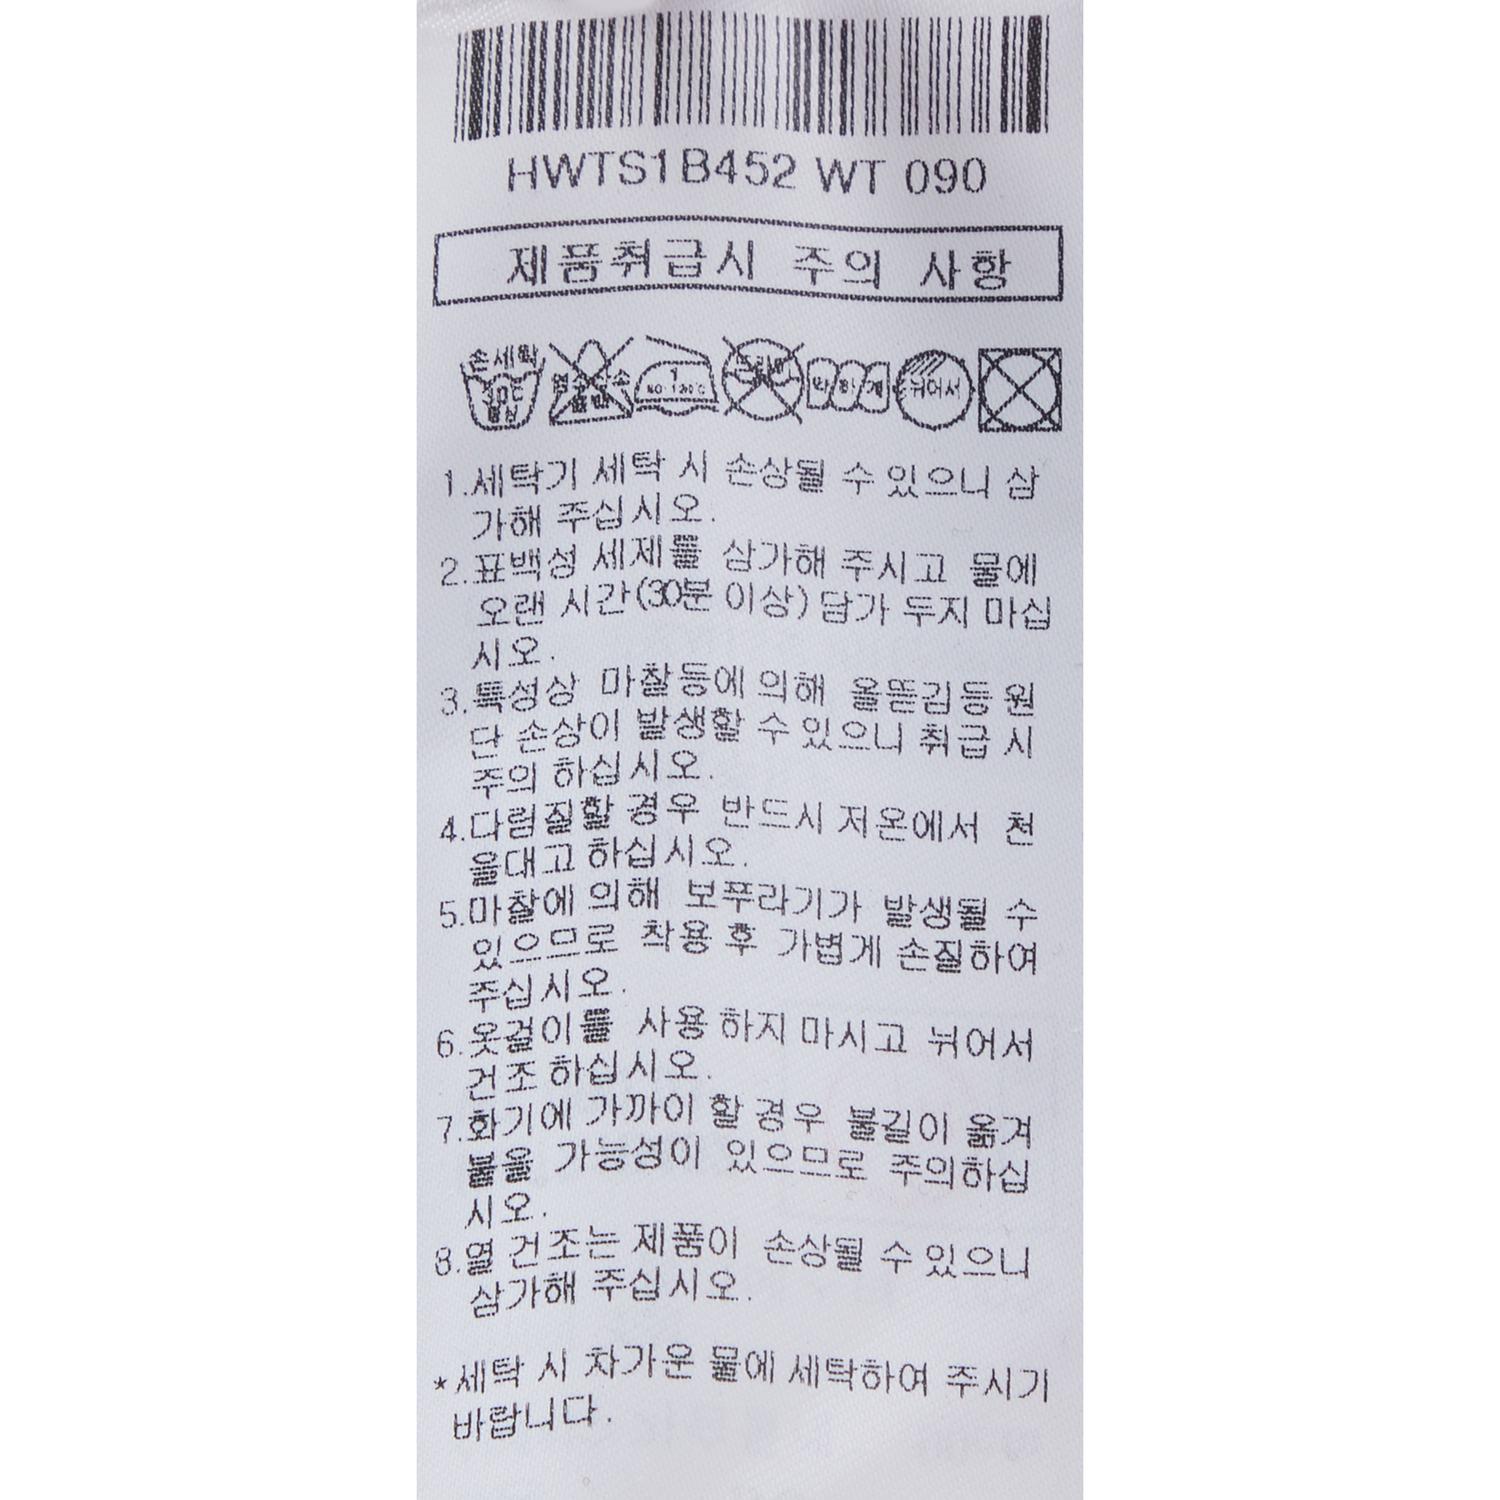 HWTS1B452 WT 090
제품취급시 주의 사항
손세탁
30℃
약하게
뉘어서
1.세탁기 세탁 시 손상될 수 있으니 삼
가해 주십시오.
2.표백성 세제를 삼가해 주시고 물에
오랜 시간(30분 이상)담가 두지 마십
시오.
3.특성상 마찰등에 의해 올뜯김등 원
단 손상이 발생할 수 있으니 취급 시
주의 하십시오.
4.다림질할 경우 반드시 저온에서 천
을대고 하십시오.
5.마찰에 의해 보푸라기가 발생될 수
있으므로 착용 후 가볍게 손질하여
주십시오.
6.옷걸이를 사용 하지 마시고 뉘어서
건조 하십시오.
7.화기에 가까이 할 경우 불길이 옮겨
붙을 가능성이 있으므로 주의하십
시오.
8.열 건조는 제품이 손상될 수 있으니
삼가해 주십시오.
*세탁 시 차가운 물에 세탁하여 주시기
바랍니다.